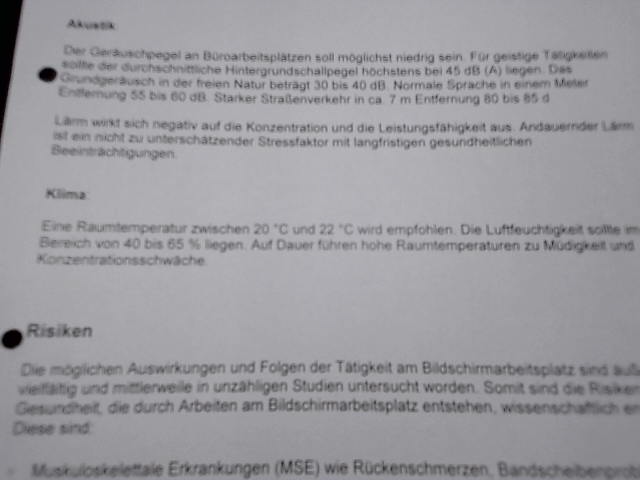 Akustik
Der Geräuschpegel an Büroarbeitsplätzen soll möglichst niedrig sein. Für geistige Tätigkeiten
sollte der durchschnittliche Hintergrundschallpegel höchstens bei 45 dB (A) liegen. Das
Grundgeräusch in der freien Natur beträgt 30 bis 40 dB. Normale Sprache in einem Meter
Entfernung 55 bis 60 dB. Starker Straßenverkehr in ca. 7 m Entfernung 80 bis 85 d
Lärm wirkt sich negativ auf die Konzentration und die Leistungsfähigkeit aus. Andauernder Lärm
ist ein nicht zu unterschätzender Stressfaktor mit langfristigen gesundheitlichen
Beeinträchtigungen.
Klima:
Eine Raumtemperatur zwischen 20 °C und 22 °C wird empfohlen. Die Luftfeuchtigkeit sollte im
Bereich von 40 bis 65 % liegen. Auf Dauer führen hohe Raumtemperaturen zu Müdigkeit und
Konzentrationsschwäche.
Risiken
Die möglichen Auswirkungen und Folgen der Tätigkeit am Bildschirmarbeitsplatz sind
vielfältig und mittlerweile in unzähligen Studien untersucht worden. Somit sind die Risiken
Gesundheit, die durch Arbeiten am Bildschirmarbeitsplatz entstehen, wissenschaftlich
Diese sind:
Muskuloskelettale Erkrankungen (MSE) wie Rückenschmerzen,